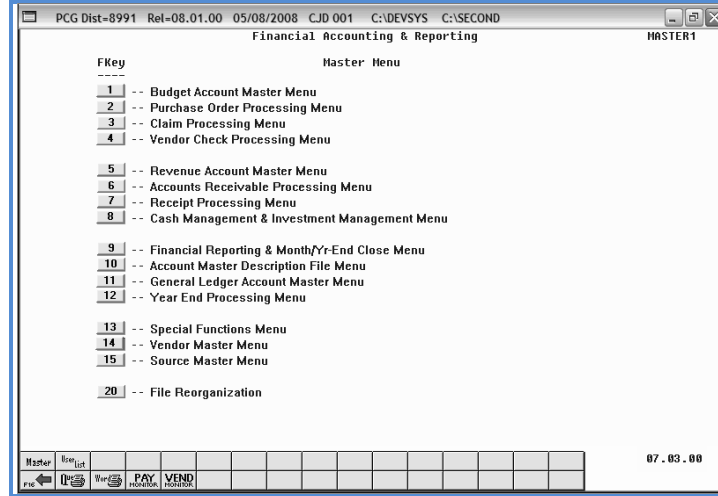 PCG Dist=8991 Rel=08.01.00 05/08/2008 CJD 001 C:\DEVSYS C:\SECOND
Financial Accounting & Reporting MASTER1
FKey Master Menu
----
1 -- Budget Account Master Menu
2 -- Purchase Order Processing Menu
3 -- Claim Processing Menu
4 -- Vendor Check Processing Menu
5 -- Revenue Account Master Menu
6 -- Accounts Receivable Processing Menu
7 -- Receipt Processing Menu
8 -- Cash Management & Investment Management Menu
9 -- Financial Reporting & Month/Yr-End Close Menu
10 -- Account Master Description File Menu
11 -- General Ledger Account Master Menu
12 -- Year End Processing Menu
13 -- Special Functions Menu
14 -- Vendor Master Menu
15 -- Source Master Menu
20 -- File Reorganization
Master User List 07.03.00
F16 Que Word PAY MONITOR VEND MONITOR